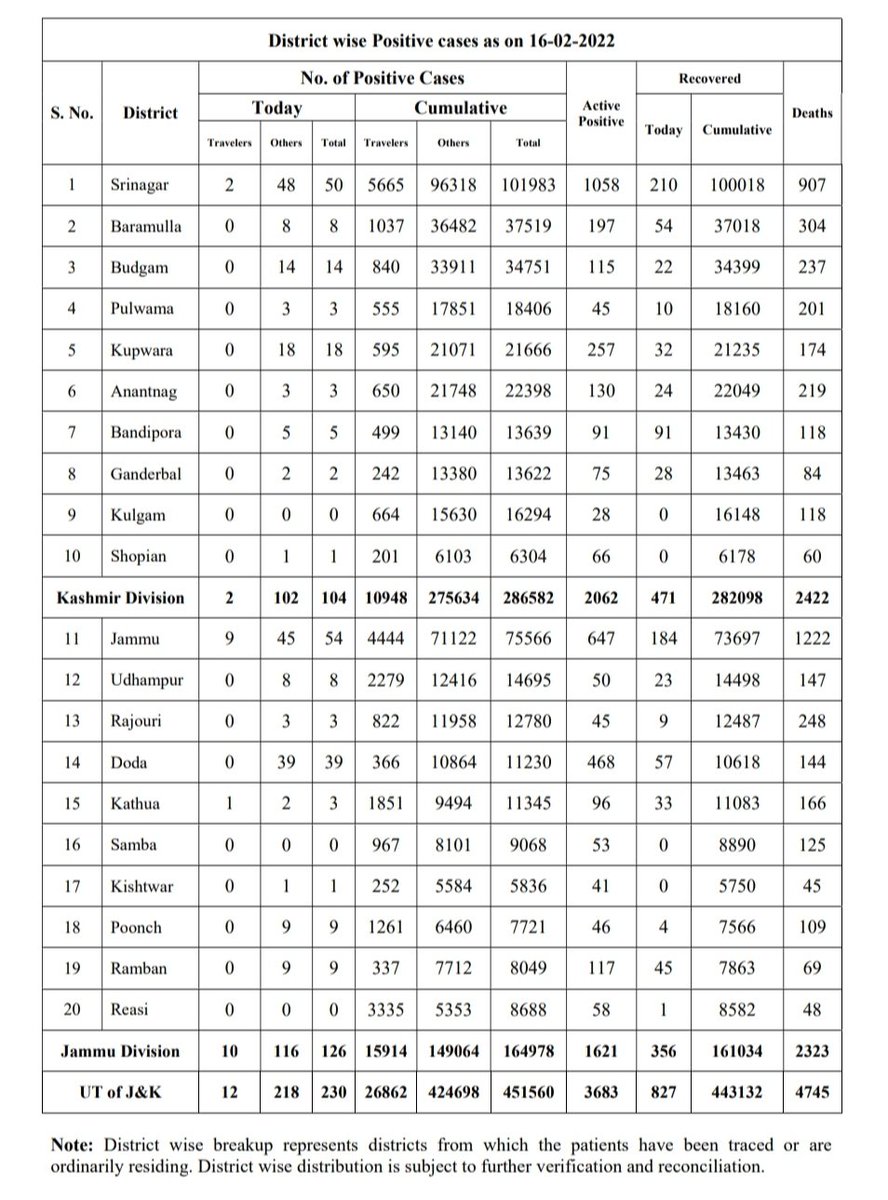 District wise Positive cases as on 16-02-2022
S. No. District No. of Positive Cases Active Positive Recovered Deaths
Today Cumulative Today Cumulative
Travelers Others Total Travelers Others Total
1 Srinagar 2 48 50 5665 96318 101983 1058 210 100018 907
2 Baramulla 0 8 8 1037 36482 37519 197 54 37018 304
3 Budgam 0 14 14 840 33911 34751 115 22 34399 237
4 Pulwama 0 3 3 555 17851 18406 45 10 18160 201
5 Kupwara 0 18 18 595 21071 21666 257 32 21235 174
6 Anantnag 0 3 3 650 21748 22398 130 24 22049 219
7 Bandipora 0 5 5 499 13140 13639 91 91 13430 118
8 Ganderbal 0 2 2 242 13380 13622 75 28 13463 84
9 Kulgam 0 0 0 664 15630 16294 28 0 16148 118
10 Shopian 0 1 1 201 6103 6304 66 0 6178 60
Kashmir Division 2 102 104 10948 275634 286582 2062 471 282098 2422
11 Jammu 9 45 54 4444 71122 75566 647 184 73697 1222
12 Udhampur 0 8 8 2279 12416 14695 50 23 14498 147
13 Rajouri 0 3 3 822 11958 12780 45 9 12487 248
14 Doda 0 39 39 366 10864 11230 468 57 10618 144
15 Kathua 1 2 3 1851 9494 11345 96 33 11083 166
16 Samba 0 0 0 967 8101 9068 53 0 8890 125
17 Kishtwar 0 1 1 252 5584 5836 41 0 5750 45
18 Poonch 0 9 9 1261 6460 7721 46 4 7566 109
19 Ramban 0 9 9 337 7712 8049 117 45 7863 69
20 Reasi 0 0 0 3335 5353 8688 58 1 8582 48
Jammu Division 10 116 126 15914 149064 164978 1621 356 161034 2323
UT of J&K 12 218 230 26862 424698 451560 3683 827 443132 4745
Note: District wise breakup represents districts from which the patients have been traced or are
ordinarily residing. District wise distribution is subject to further verification and reconciliation.